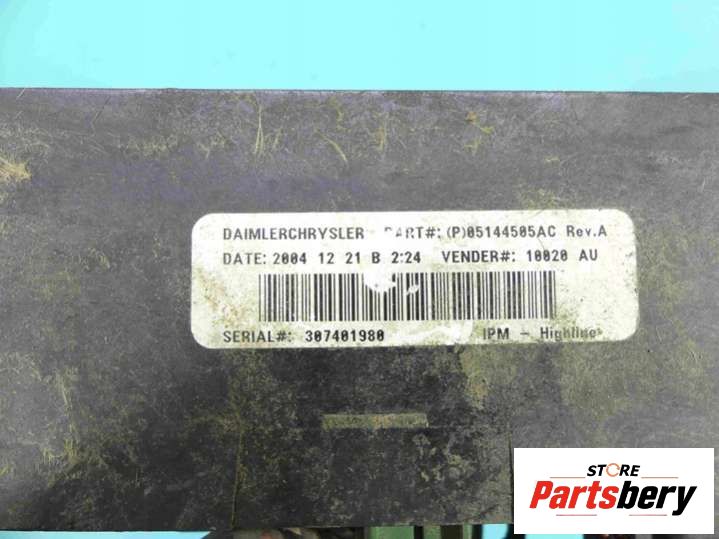 DAIMLERCHRYSLER PART#: (P)05144505AC Rev.A
DATE: 2004 12 21 B 2:24 VENDER#: 10020 AU
SERIAL#: 307401980 IPM - Highline
STORE
Partsbery